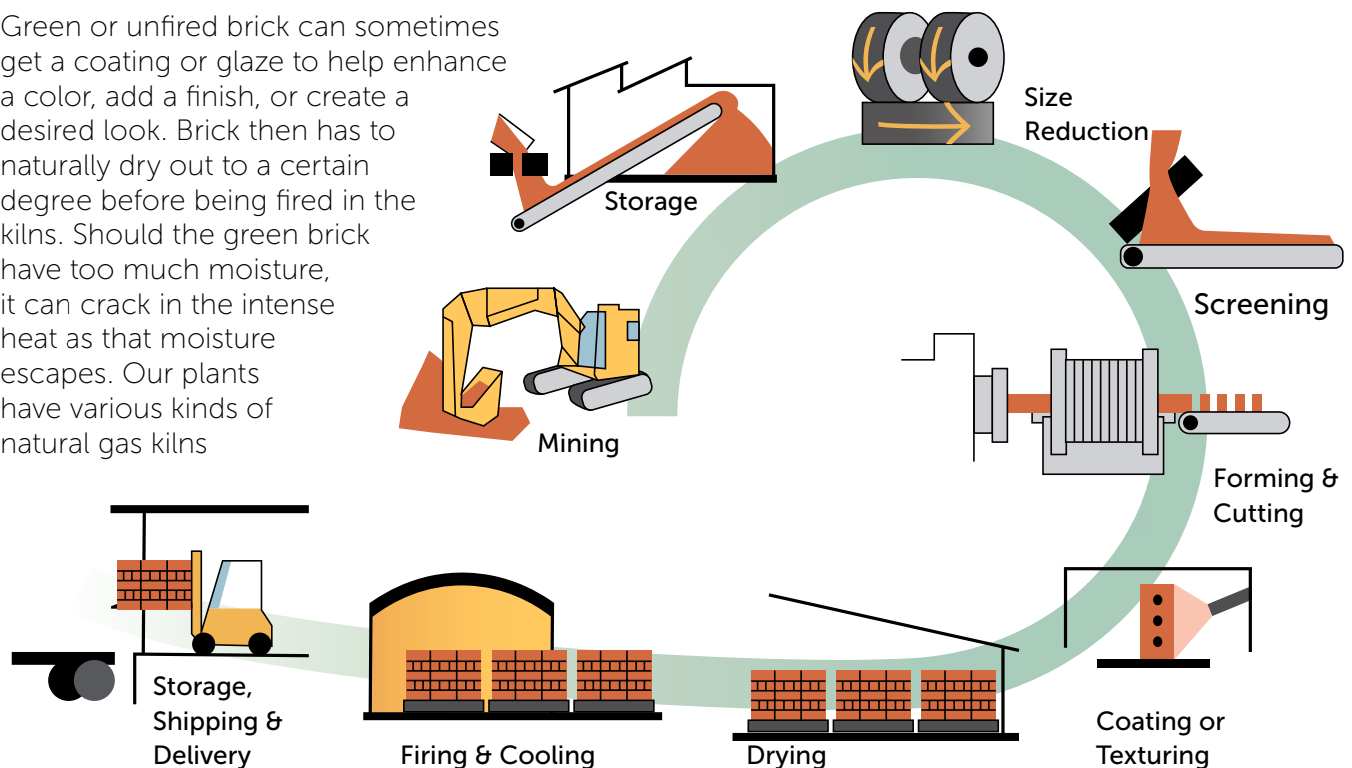 Green or unfired brick can sometimes
get a coating or glaze to help enhance
a color, add a finish, or create a
desired look. Brick then has to
naturally dry out to a certain
degree before being fired in the
kilns. Should the green brick
have too much moisture,
it can crack in the intense
heat as that moisture
escapes. Our plants
have various kinds of
natural gas kilns
Mining
Storage
Size
Reduction
Screening
Forming &
Cutting
Coating or
Texturing
Drying
Firing & Cooling
Storage,
Shipping &
Delivery